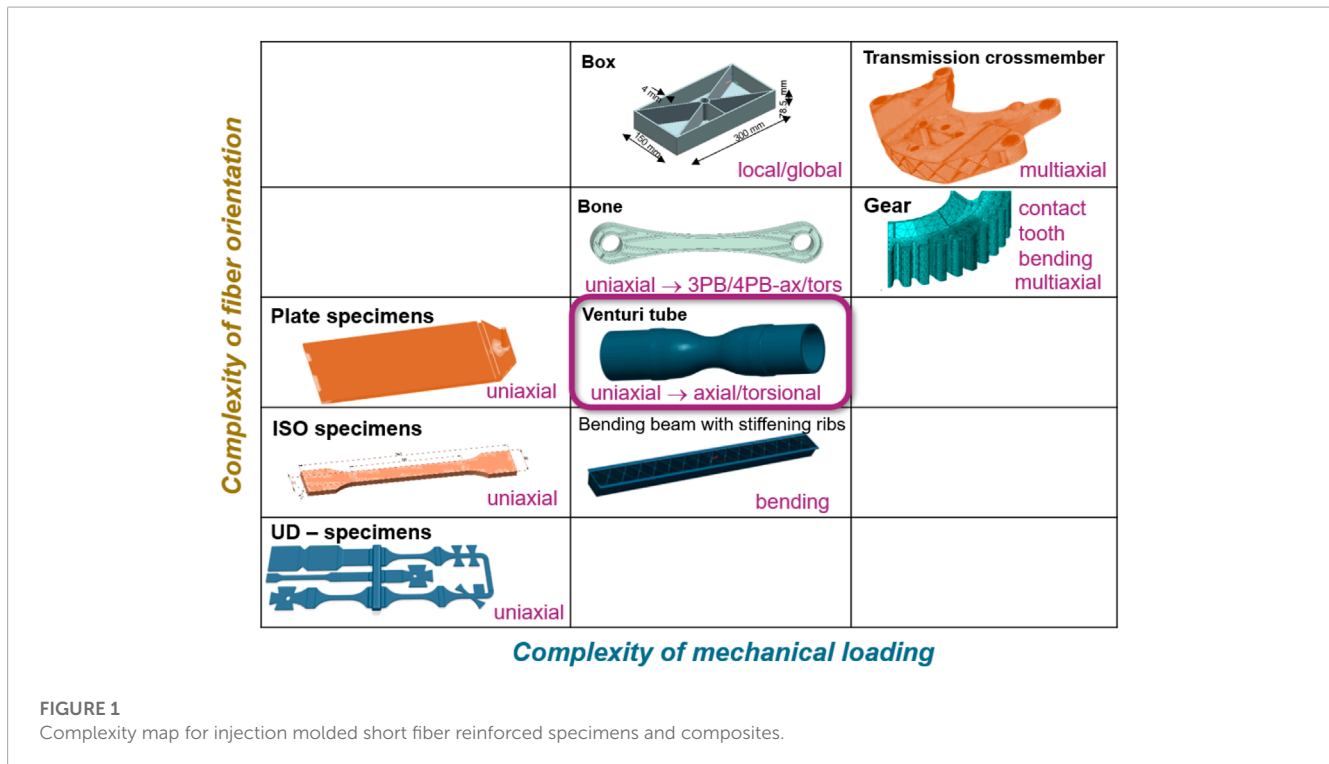 Complexity of fiber orientation
Box
4 mm
78.5 mm
150 mm
300 mm
local/global
Transmission crossmember
multiaxial
Bone
uniaxial → 3PB/4PB-ax/tors
Gear
contact
tooth
bending
multiaxial
Plate specimens
uniaxial
Venturi tube
uniaxial → axial/torsional
ISO specimens
uniaxial
Bending beam with stiffening ribs
bending
UD – specimens
uniaxial
Complexity of mechanical loading
FIGURE 1
Complexity map for injection molded short fiber reinforced specimens and composites.